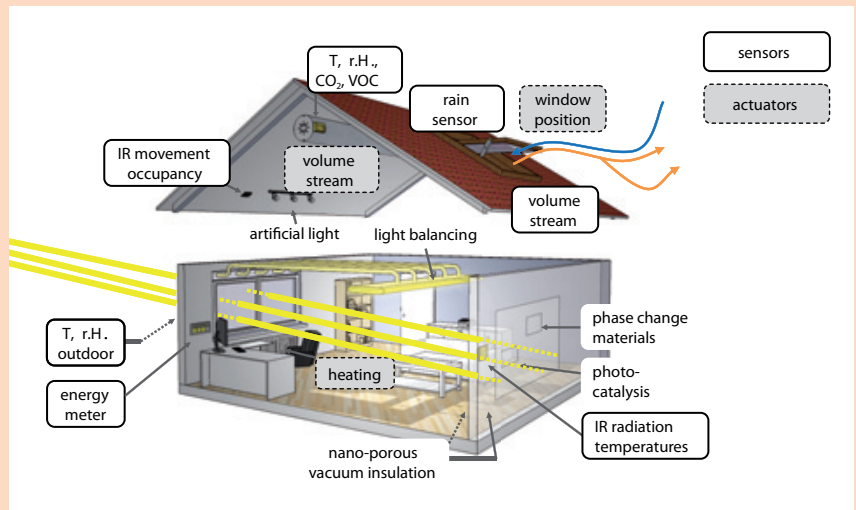 T, r.H.,
CO₂, VOC
sensors
rain
sensor
window
position
actuators
IR movement
occupancy
volume
stream
volume
stream
artificial light
light balancing
T, r.H.
outdoor
phase change
materials
heating
photo-
catalysis
energy
meter
IR radiation
temperatures
nano-porous
vacuum insulation